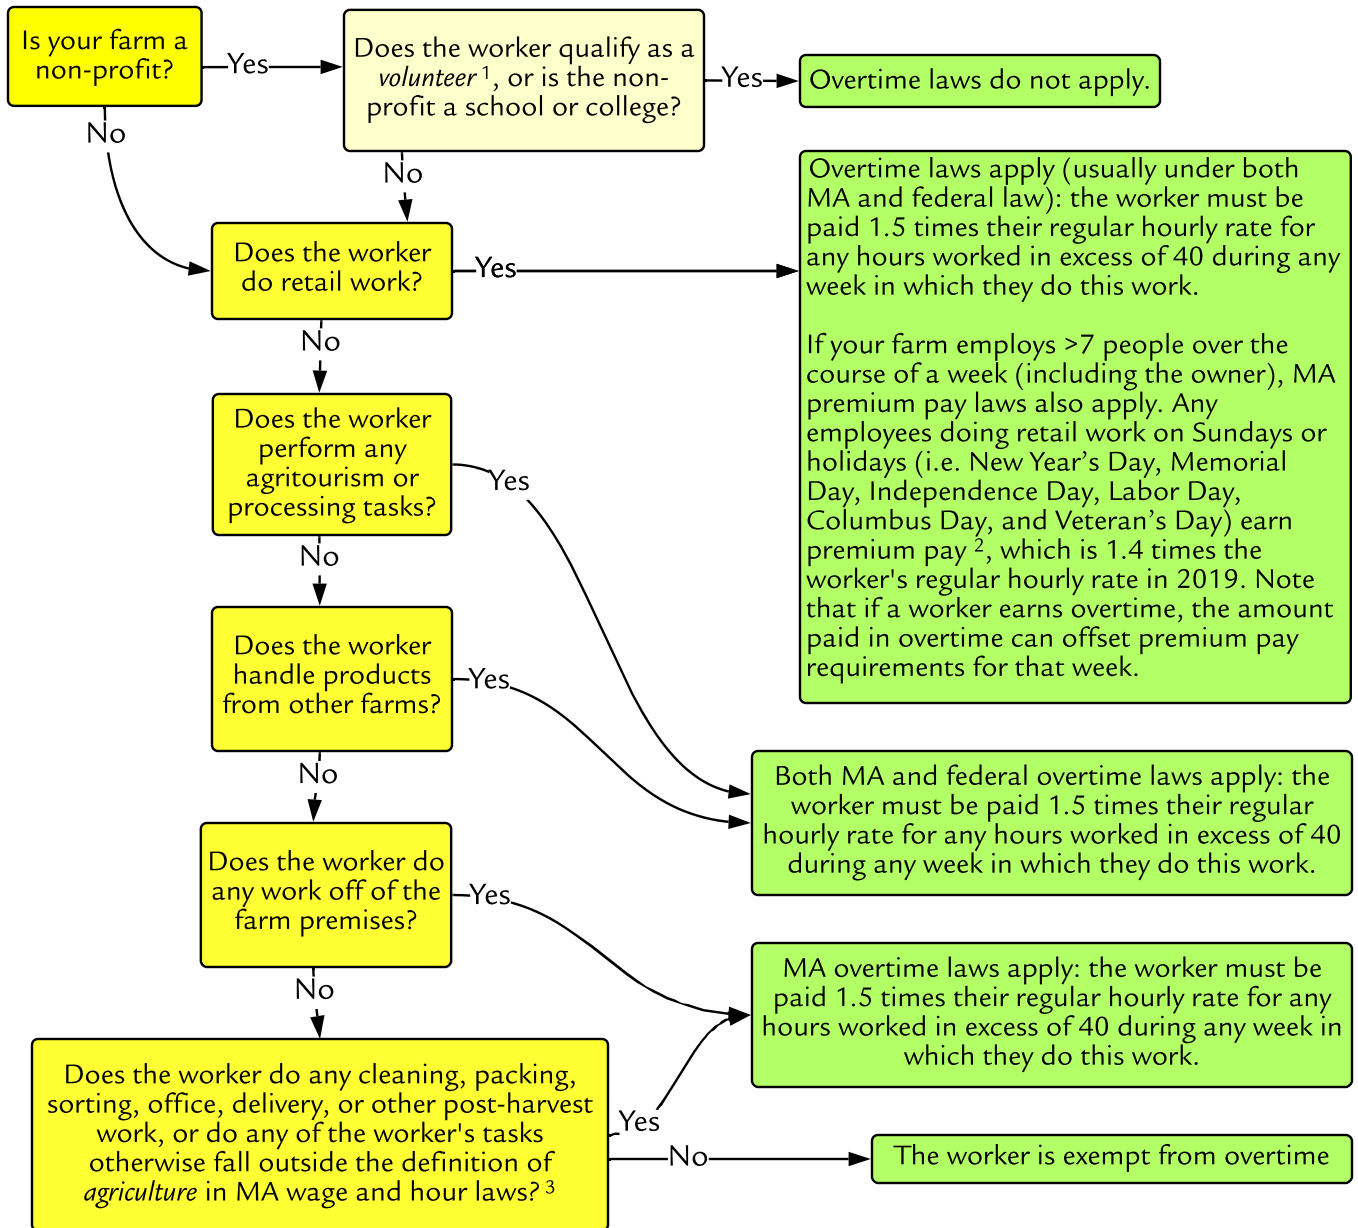 Is your farm a
non-profit?
Yes
Does the worker qualify as a
volunteer 1, or is the non-
profit a school or college?
Yes
Overtime laws do not apply.
No
No
Does the worker
do retail work?
Yes
Overtime laws apply (usually under both
MA and federal law): the worker must be
paid 1.5 times their regular hourly rate for
any hours worked in excess of 40 during any
week in which they do this work.
If your farm employs >7 people over the
course of a week (including the owner), MA
premium pay laws also apply. Any
employees doing retail work on Sundays or
holidays (i.e. New Year’s Day, Memorial
Day, Independence Day, Labor Day,
Columbus Day, and Veteran’s Day) earn
premium pay 2, which is 1.4 times the
worker's regular hourly rate in 2019. Note
that if a worker earns overtime, the amount
paid in overtime can offset premium pay
requirements for that week.
No
Does the worker
perform any
agritourism or
processing tasks?
Yes
No
Does the worker
handle products
from other farms?
Yes
Both MA and federal overtime laws apply: the
worker must be paid 1.5 times their regular
hourly rate for any hours worked in excess of 40
during any week in which they do this work.
No
Does the worker do
any work off of the
farm premises?
Yes
MA overtime laws apply: the worker must be
paid 1.5 times their regular hourly rate for any
hours worked in excess of 40 during any week in
which they do this work.
No
Does the worker do any cleaning, packing,
sorting, office, delivery, or other post-harvest
work, or do any of the worker's tasks
otherwise fall outside the definition of
agriculture in MA wage and hour laws? 3
Yes
No
The worker is exempt from overtime